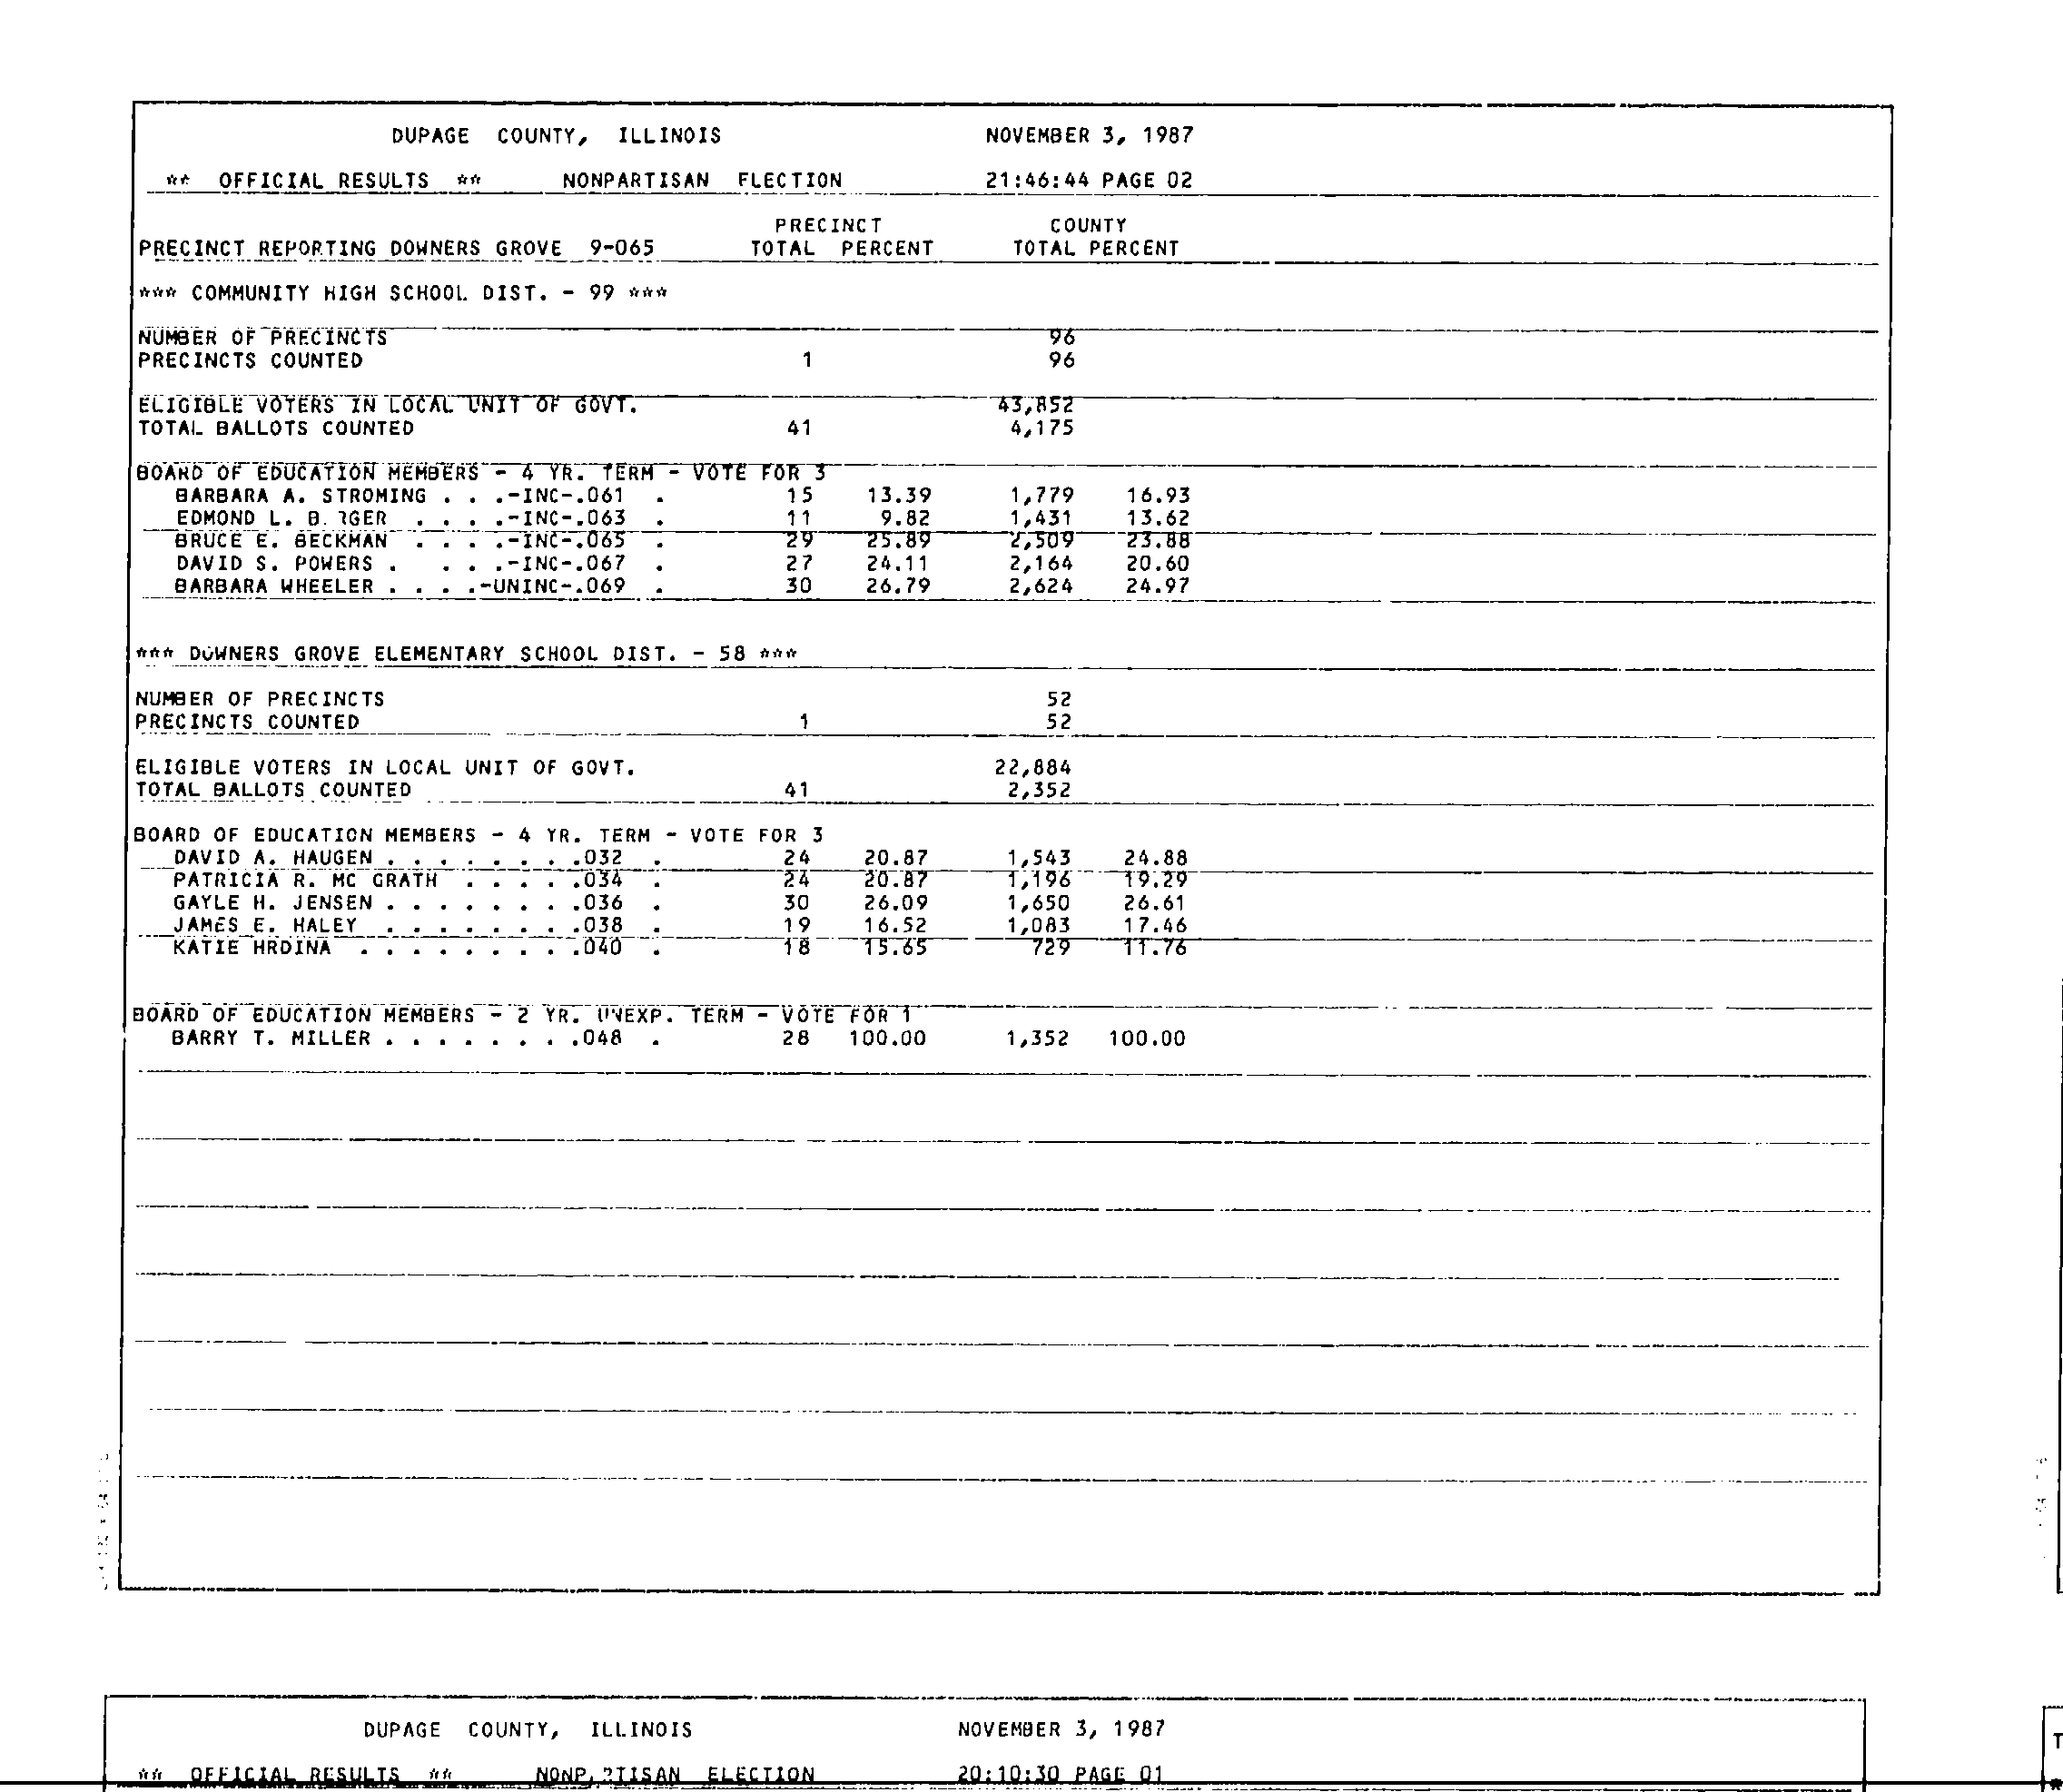 DUPAGE COUNTY, ILLINOIS NOVEMBER 3, 1987
** OFFICIAL RESULTS ** NONPARTISAN ELECTION 21:46:44 PAGE 02
PRECINCT COUNTY
PRECINCT REPORTING DOWNERS GROVE 9-065 TOTAL PERCENT TOTAL PERCENT
*** COMMUNITY HIGH SCHOOL DIST. - 99 ***
NUMBER OF PRECINCTS 96
PRECINCTS COUNTED 1 96
ELIGIBLE VOTERS IN LOCAL UNIT OF GOVT. 43,852
TOTAL BALLOTS COUNTED 41 4,175
BOARD OF EDUCATION MEMBERS - 4 YR. TERM - VOTE FOR 3
BARBARA A. STROMING . . .-INC-.061 . 15 13.39 1,779 16.93
EDMOND L. . . . .-INC-.063 . 11 9.82 1,431 13.62
BRUCE E. BECKMAN . . . .-INC-.065 . 29 25.89 2,509 23.88
DAVID S. POWERS . . . .-INC-.067 . 27 24.11 2,164 20.60
BARBARA WHEELER . . . .-UNINC-.069 . 30 26.79 2,624 24.97
*** DOWNERS GROVE ELEMENTARY SCHOOL DIST. - 58 ***
NUMBER OF PRECINCTS 52
PRECINCTS COUNTED 1 52
ELIGIBLE VOTERS IN LOCAL UNIT OF GOVT. 22,884
TOTAL BALLOTS COUNTED 41 2,352
BOARD OF EDUCATION MEMBERS - 4 YR. TERM - VOTE FOR 3
DAVID A. HAUGEN . . . . . . . .032 . 24 20.87 1,543 24.88
PATRICIA R. MC GRATH . . . . .034 . 24 20.87 1,196 19.29
GAYLE H. JENSEN . . . . . . . .036 . 30 26.09 1,650 26.61
JAMES E. HALEY . . . . . . . .038 . 19 16.52 1,083 17.46
KATIE HRDINA . . . . . . . . .040 . 18 15.65 729 11.76
BOARD OF EDUCATION MEMBERS - 2 YR. UNEXP. TERM - VOTE FOR 1
BARRY T. MILLER . . . . . . . .048 . 28 100.00 1,352 100.00
DUPAGE COUNTY, ILLINOIS NOVEMBER 3, 1987
** OFFICIAL RESULTS ** NONPARTISAN ELECTION 20:10:30 PAGE 01